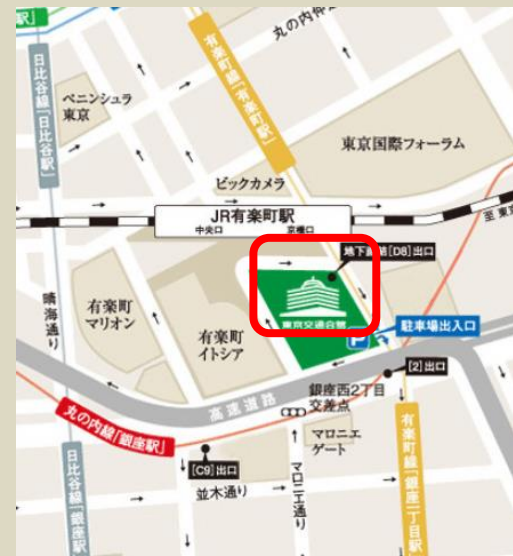 駅」
丸の内仲
日比谷線「日比谷駅」
有楽町線「有楽町駅」
ペニンシュラ
東京
東京国際フォーラム
ビックカメラ
JR有楽町駅
中央口
京橋口
至 東京
地下直結[D8]出口
晴海通り
有楽町
マリオン
有楽町
イトシア
東京交通会館
P
駐車場出入口
[2]出口
高速道路
銀座西2丁目
交差点
丸の内線「銀座駅」
マロニエ
ゲート
[C9]出口
並木通り
マロニエ通り
日比谷線「銀座駅」
有楽町線「銀座一丁目駅」